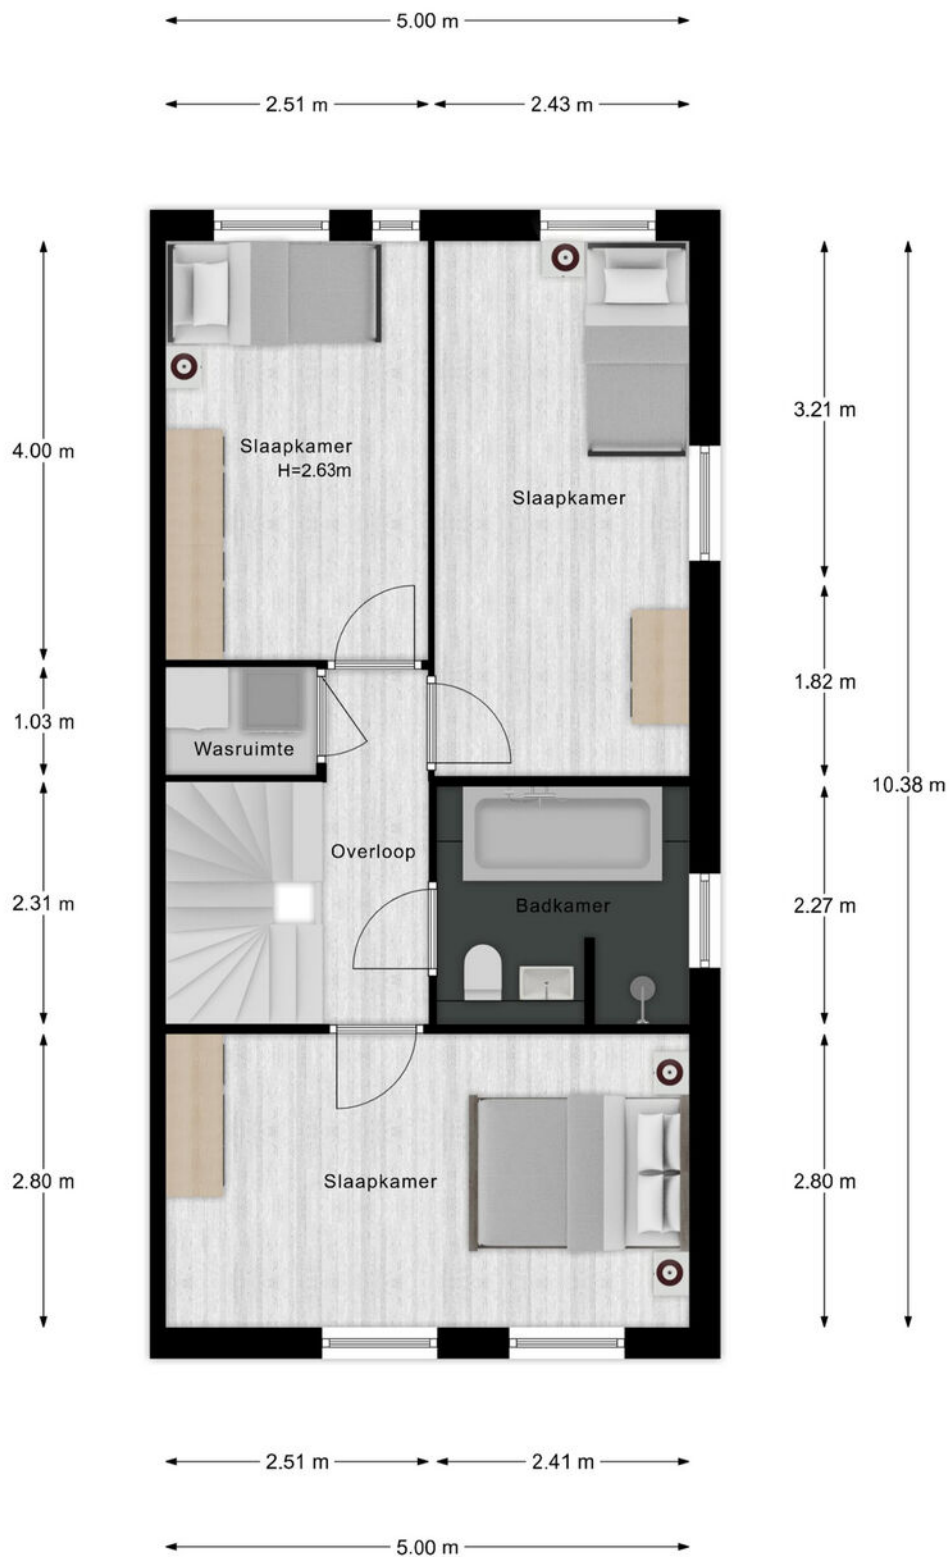 5.00 m
2.51 m
2.43 m
4.00 m
3.21 m
Slaapkamer
H=2.63m
Slaapkamer
1.03 m
1.82 m
Wasruimte
10.38 m
Overloop
2.31 m
Badkamer
2.27 m
2.80 m
Slaapkamer
2.80 m
2.51 m
2.41 m
5.00 m